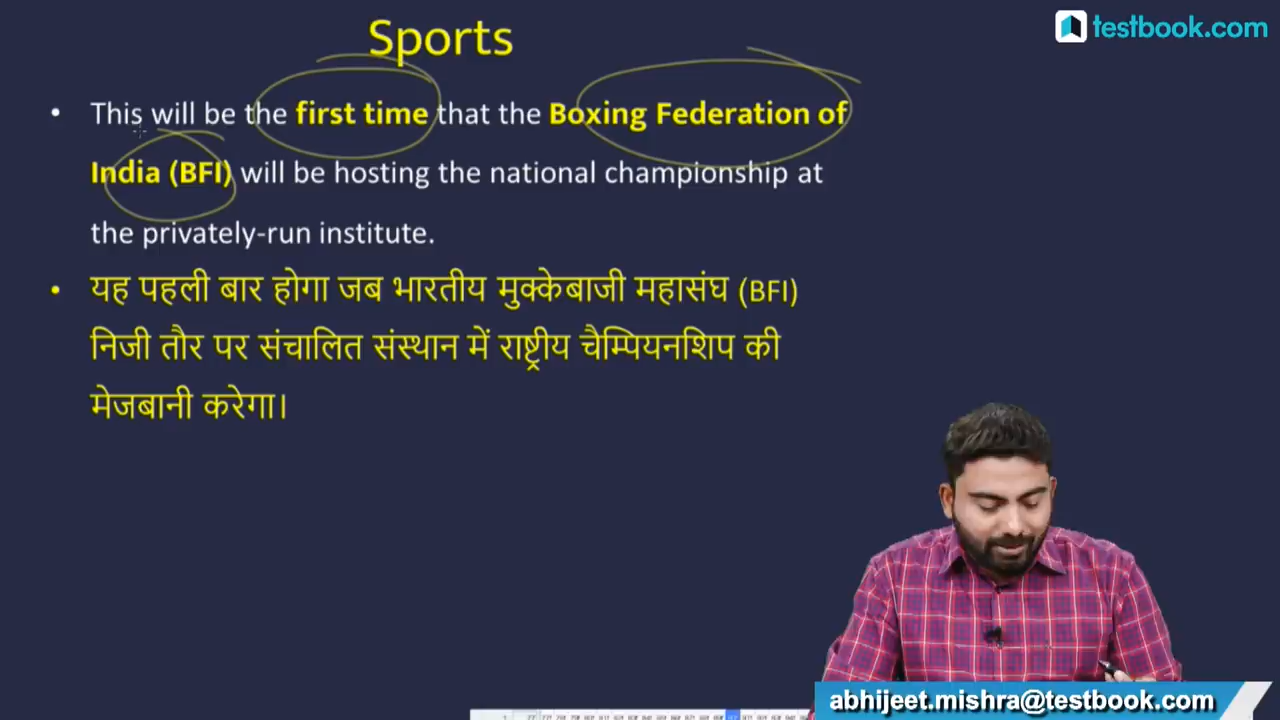 Sports
testbook.com
• This will be the first time that the Boxing Federation of
India (BFI) will be hosting the national championship at
the privately-run institute.
• यह पहली बार होगा जब भारतीय मुक्केबाजी महासंघ (BFI)
निजी तौर पर संचालित संस्थान में राष्ट्रीय चैम्पियनशिप की
मेजबानी करेगा।
abhijeet.mishra@testbook.com